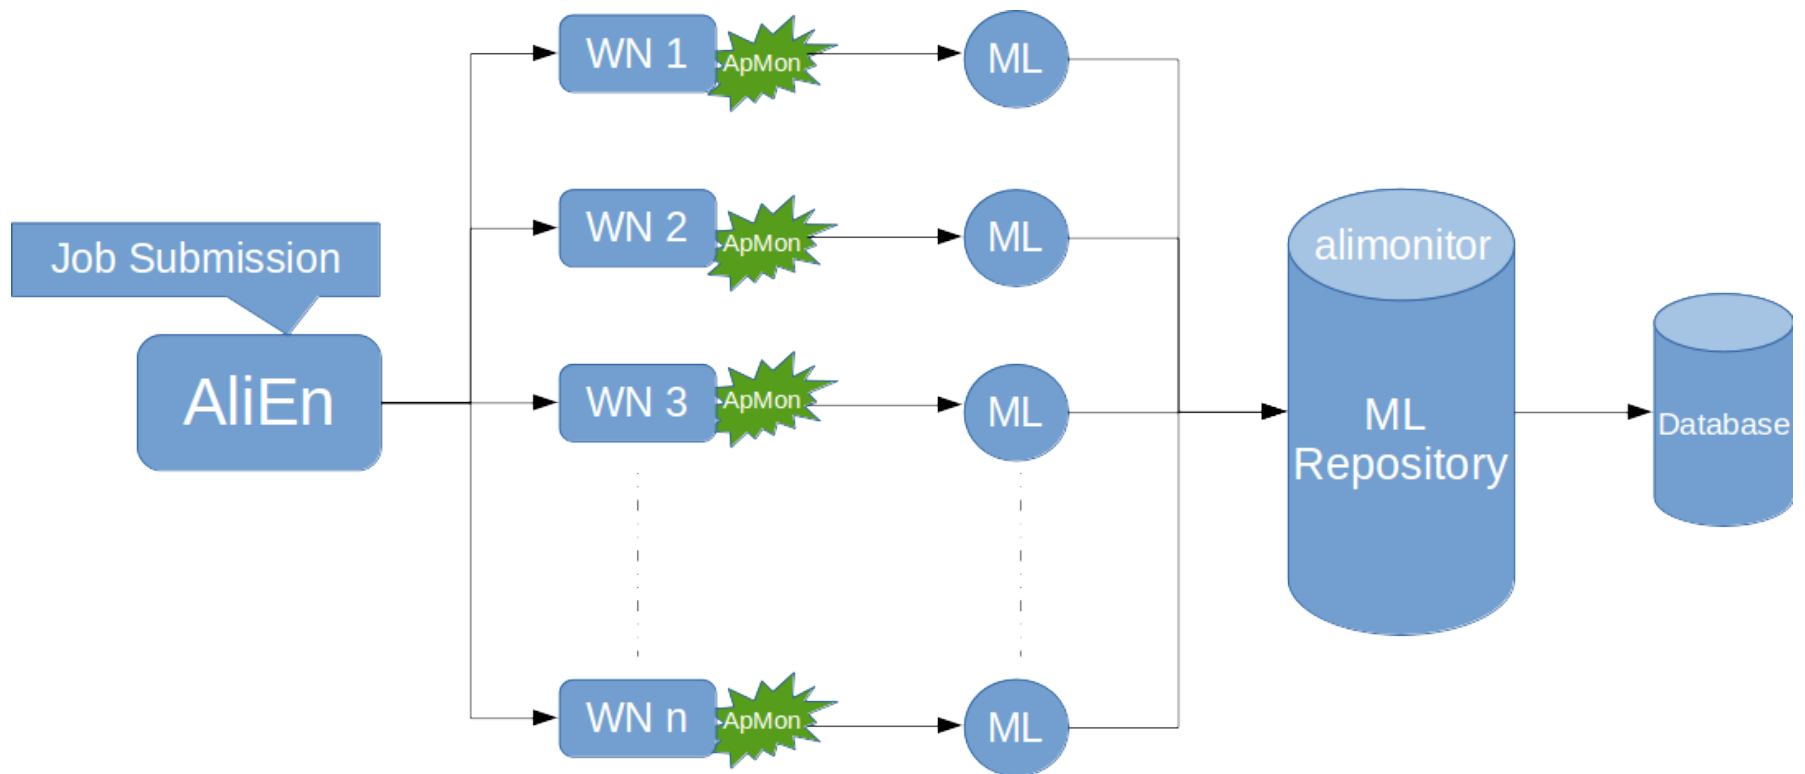 Job Submission
AliEn
WN 1
ApMon
ML
WN 2
ApMon
ML
WN 3
ApMon
ML
WN n
ApMon
ML
alimonitor
ML
Repository
Database